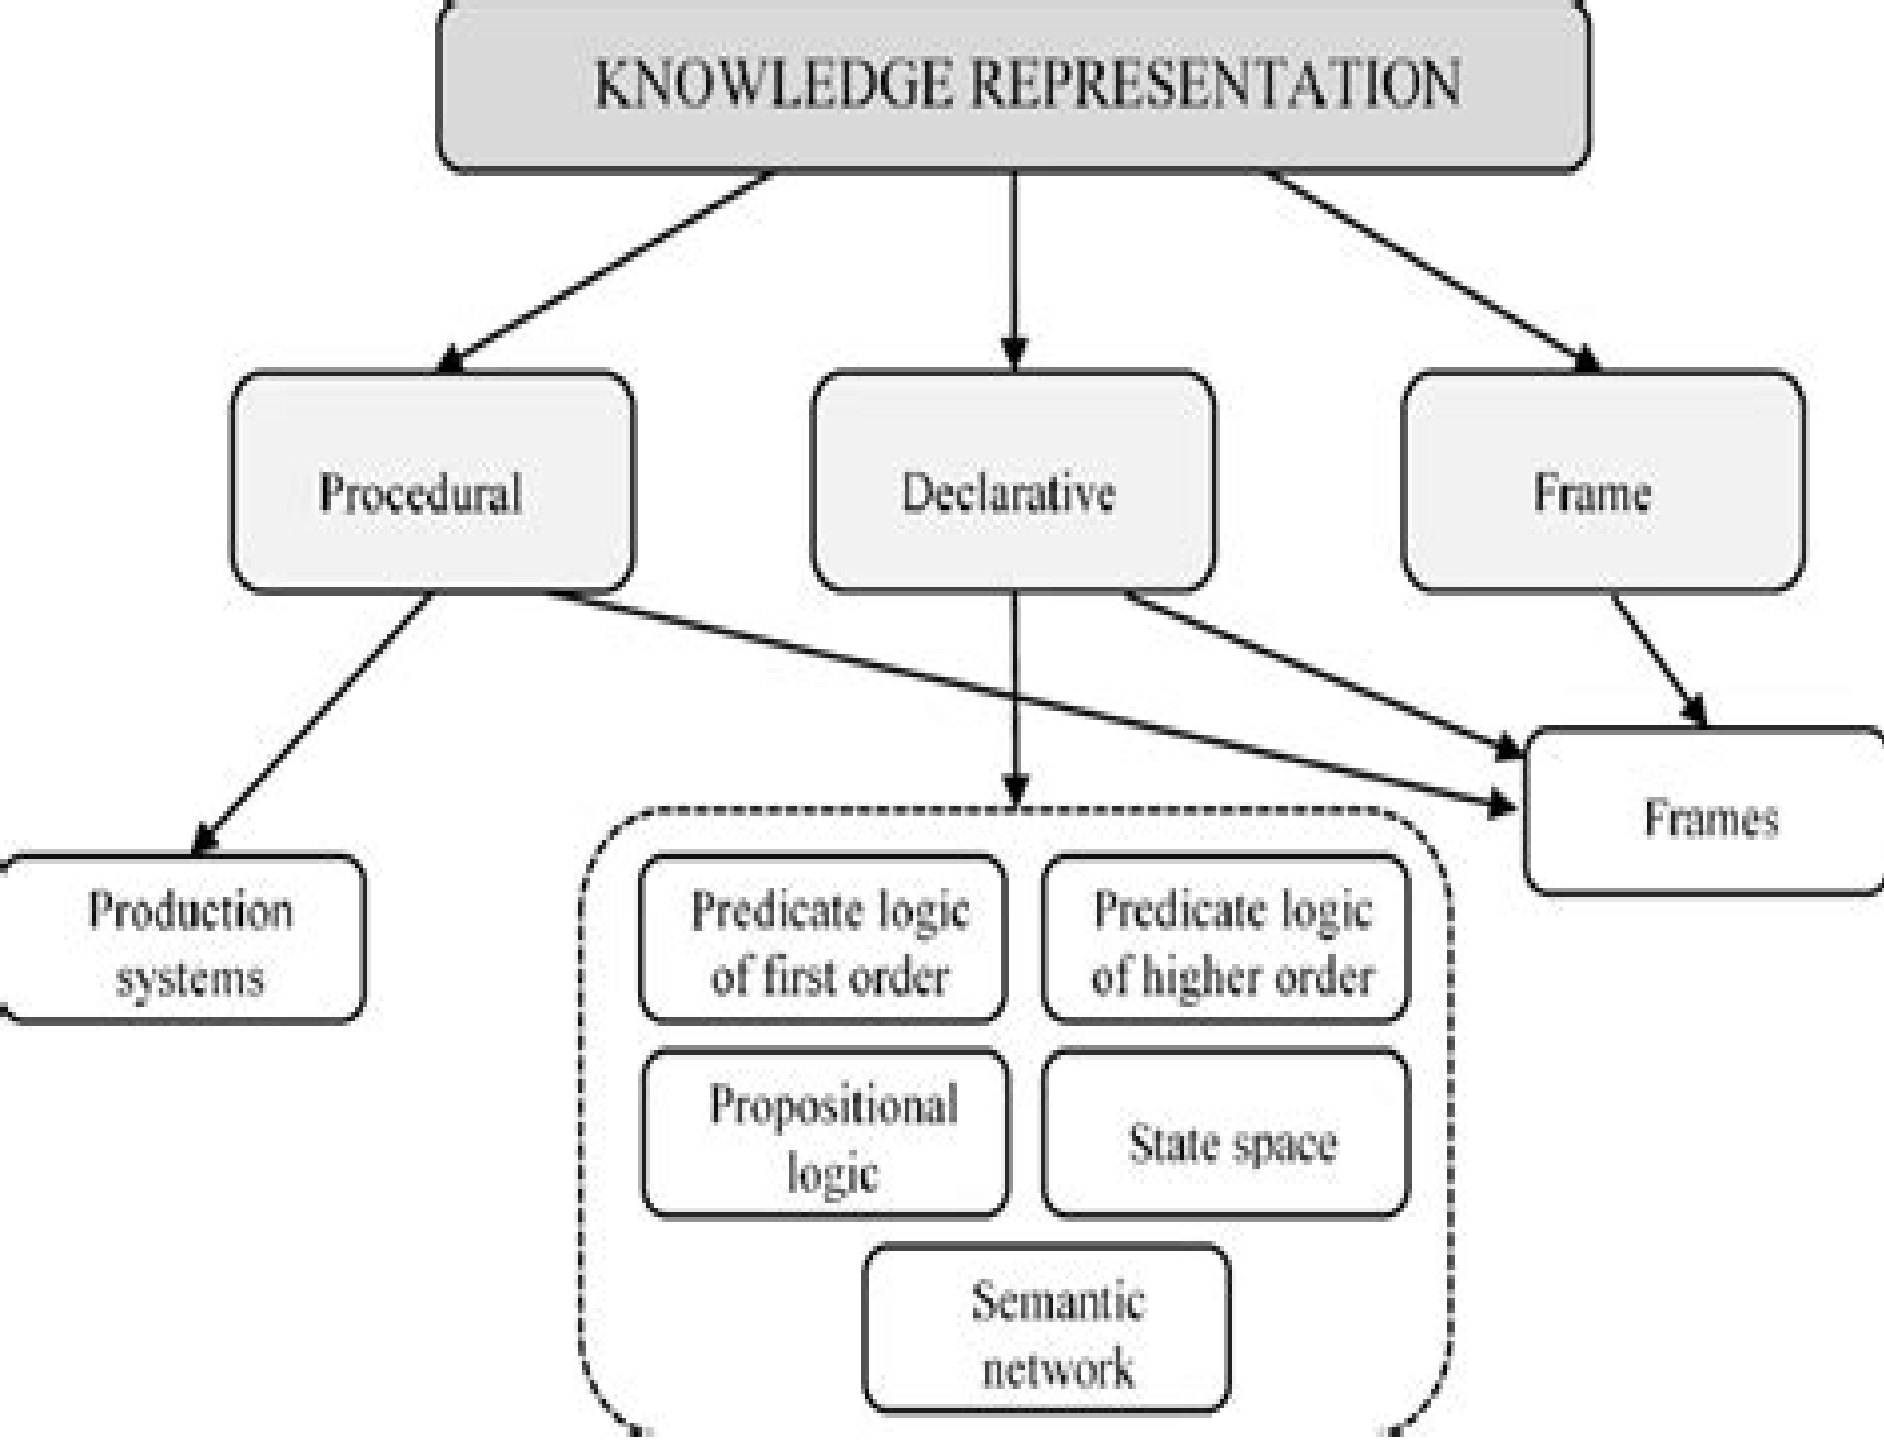 KNOWLEDGE REPRESENTATION
Procedural
Declarative
Frame
Frames
Production
systems
Predicate logic
of first order
Predicate logic
of higher order
Propositional
logic
State space
Semantic
network